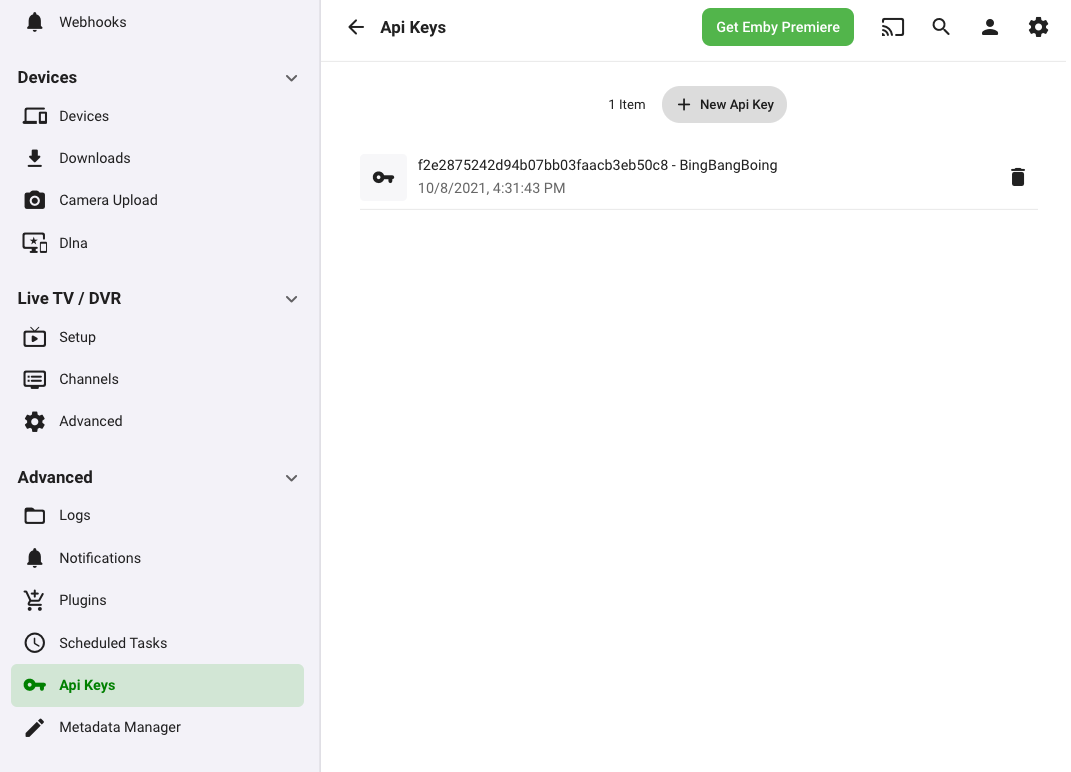 Webhooks
Devices
Devices
Downloads
Camera Upload
Dlna
Live TV / DVR
Setup
Channels
Advanced
Advanced
Logs
Notifications
Plugins
Scheduled Tasks
Api Keys
Metadata Manager
Api Keys
Get Emby Premiere
1 Item
New Api Key
f2e2875242d94b07bb03faacb3eb50c8 - BingBangBoing
10/8/2021, 4:31:43 PM